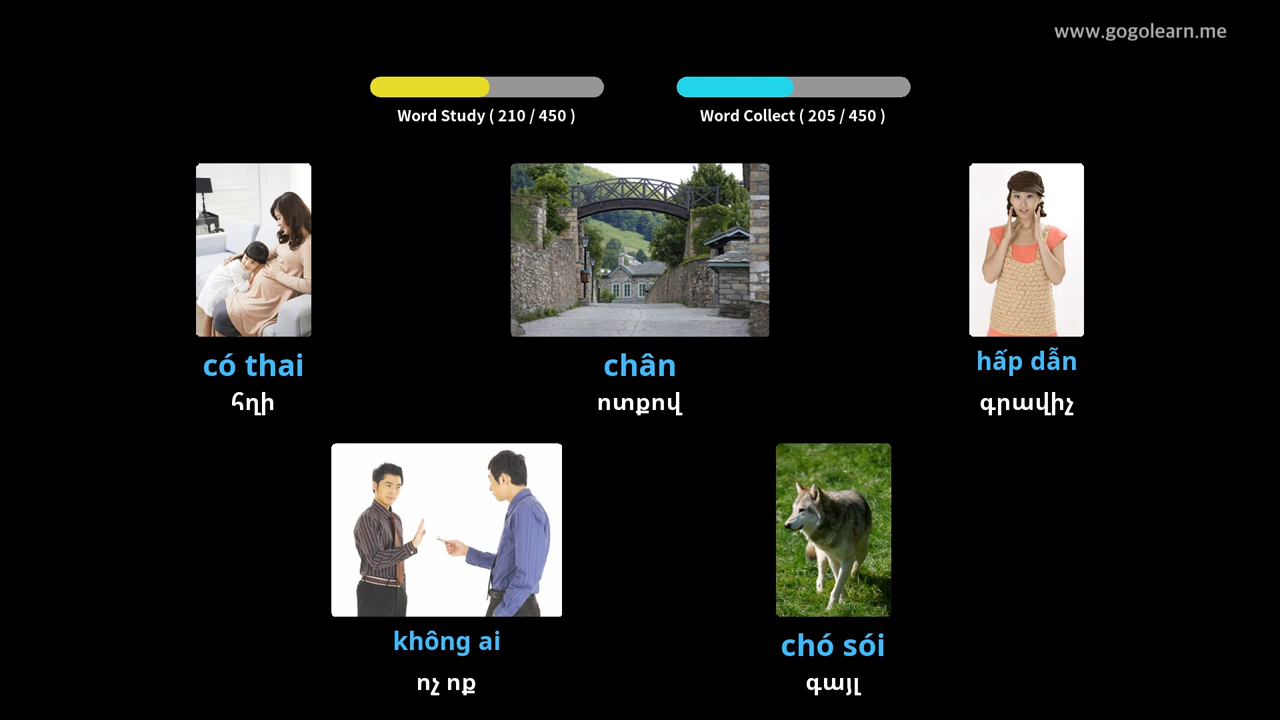 www.gogolearn.me
Word Study ( 210 / 450 )
Word Collect ( 205 / 450 )
có thai
հղի
chân
ոտքով
hấp dẫn
գրավիչ
không ai
ոչ ոք
chó sói
գայլ